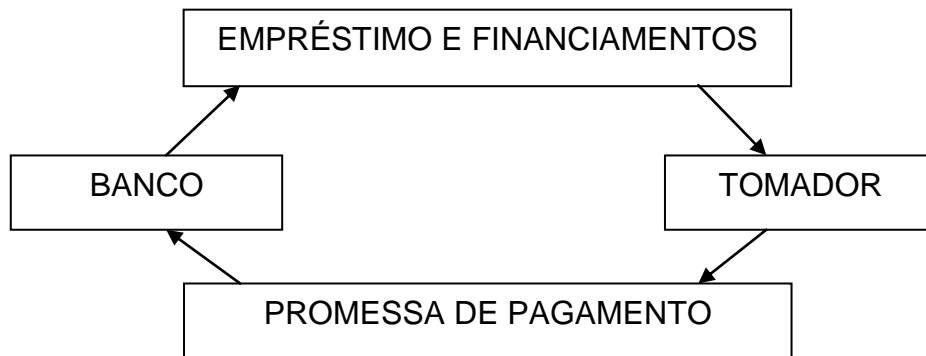 EMPRÉSTIMO E FINANCIAMENTOS
BANCO
TOMADOR
PROMESSA DE PAGAMENTO